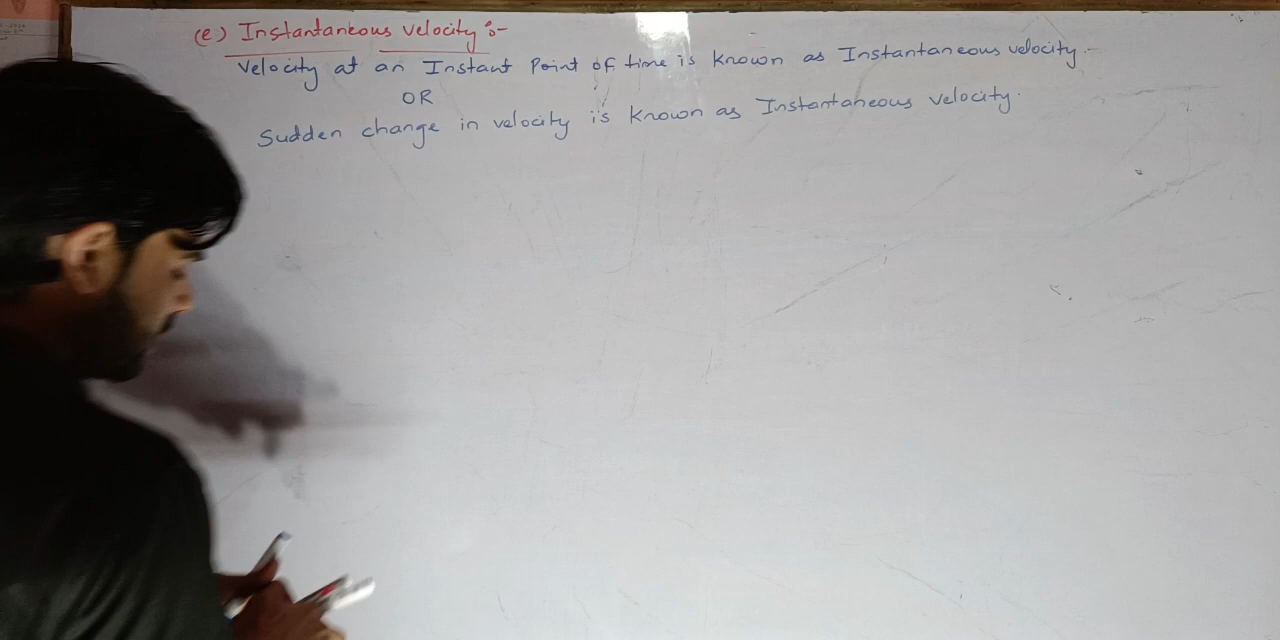 (e) Instantaneous velocity :-
Velocity at an Instant Point of time is known as Instantaneous velocity.
OR
Sudden change in velocity is known as Instantaneous velocity.